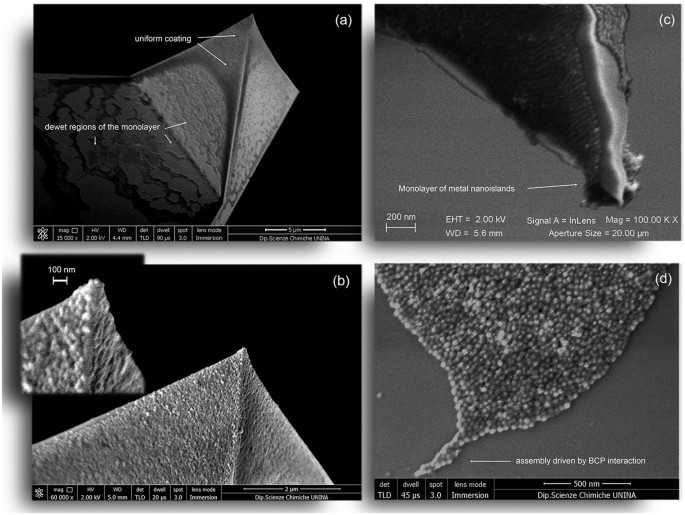 (a)
uniform coating
dewet regions of the monolayer
mag □ HV WD det dwell spot lens mode
15 000 x 2.00 kV 4.4 mm TLD 90 µs 3.0 Immersion
5 µm
Dip.Scienze Chimiche UNINA
(c)
Monolayer of metal nanoislands
200 nm
EHT = 2.00 kV Signal A = InLens Mag = 100.00 K X
WD = 5.6 mm Aperture Size = 20.00 µm
100 nm
(b)
mag □ HV WD det dwell spot lens mode
60 000 x 2.00 kV 5.0 mm TLD 20 µs 3.0 Immersion
2 µm
Dip.Scienze Chimiche UNINA
(d)
assembly driven by BCP interaction
det dwell spot lens mode
TLD 45 µs 3.0 Immersion
500 nm
Dip.Scienze Chimiche UNINA